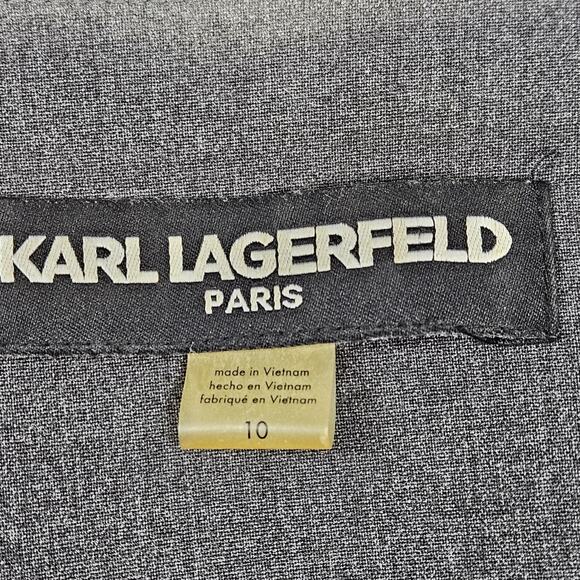 KARL LAGERFELD
PARIS
made in Vietnam
hecho en Vietnam
fabriqué en Vietnam
10